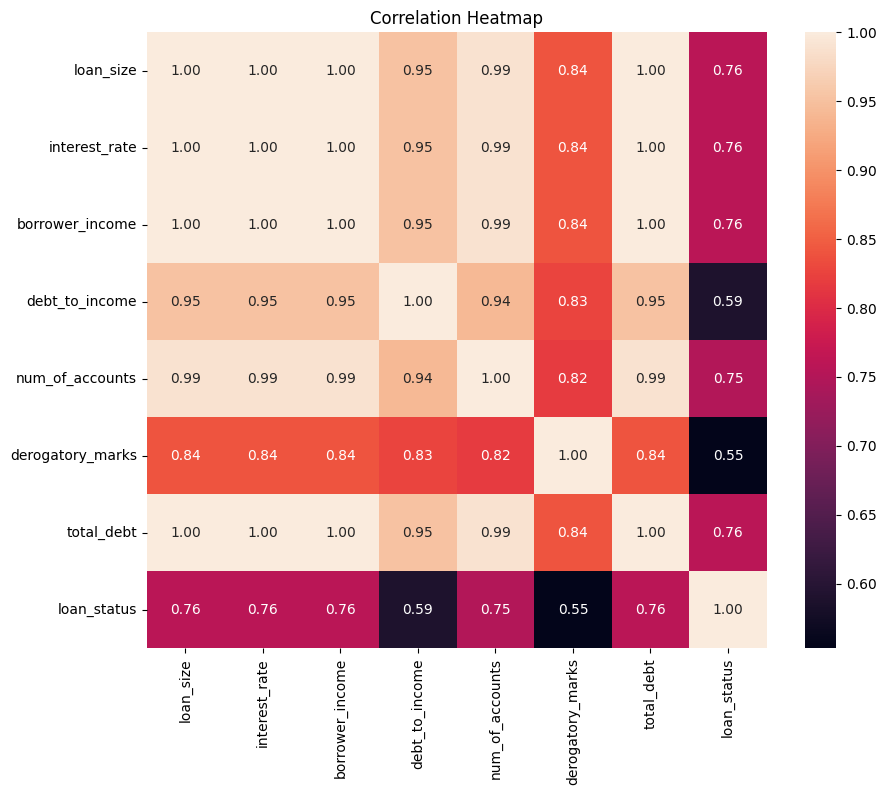 Correlation Heatmap
loan_size 1.00 1.00 1.00 0.95 0.99 0.84 1.00 0.76
interest_rate 1.00 1.00 1.00 0.95 0.99 0.84 1.00 0.76
borrower_income 1.00 1.00 1.00 0.95 0.99 0.84 1.00 0.76
debt_to_income 0.95 0.95 0.95 1.00 0.94 0.83 0.95 0.59
num_of_accounts 0.99 0.99 0.99 0.94 1.00 0.82 0.99 0.75
derogatory_marks 0.84 0.84 0.84 0.83 0.82 1.00 0.84 0.55
total_debt 1.00 1.00 1.00 0.95 0.99 0.84 1.00 0.76
loan_status 0.76 0.76 0.76 0.59 0.75 0.55 0.76 1.00
loan_size
interest_rate
borrower_income
debt_to_income
num_of_accounts
derogatory_marks
total_debt
loan_status
1.00
0.95
0.90
0.85
0.80
0.75
0.70
0.65
0.60